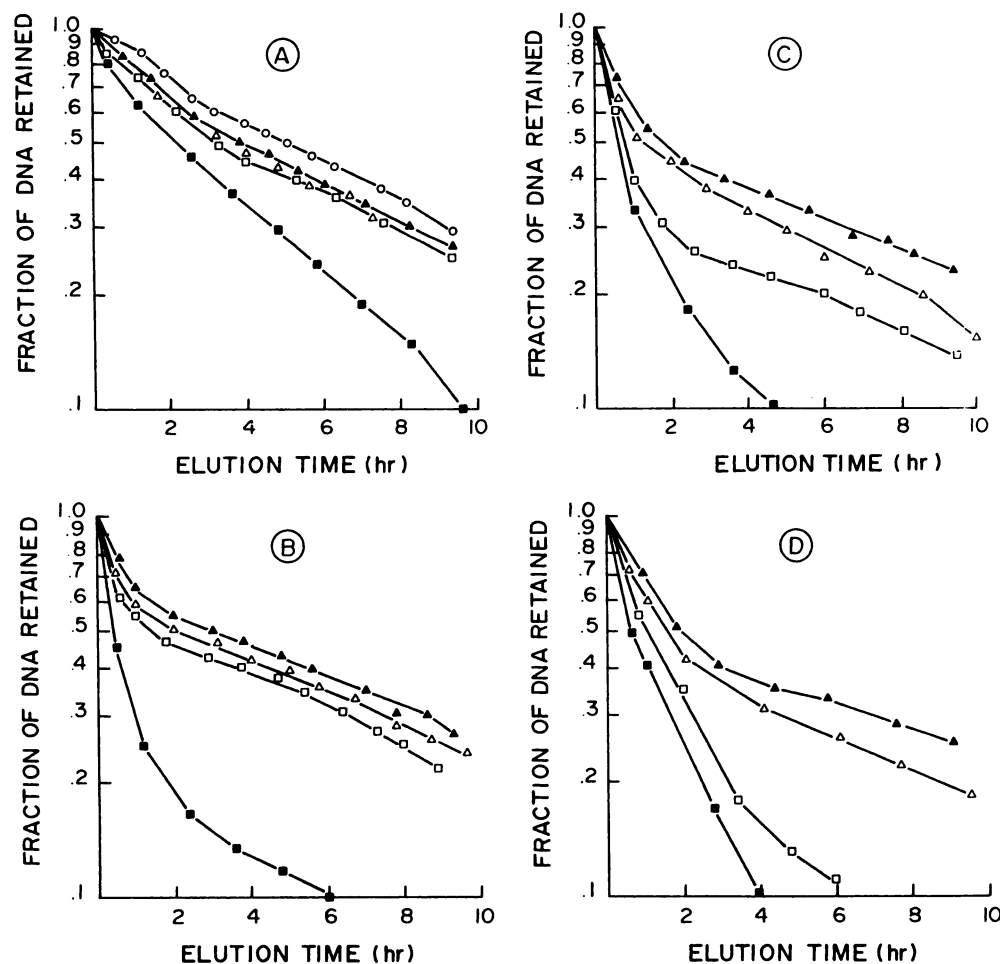 A
FRACTION OF DNA RETAINED
1.0
.9
.8
.7
.6
.5
.4
.3
.2
.1
2 4 6 8 10
ELUTION TIME (hr)
C
FRACTION OF DNA RETAINED
1.0
.9
.8
.7
.6
.5
.4
.3
.2
.1
2 4 6 8 10
ELUTION TIME (hr)
B
FRACTION OF DNA RETAINED
1.0
.9
.8
.7
.6
.5
.4
.3
.2
.1
2 4 6 8 10
ELUTION TIME (hr)
D
FRACTION OF DNA RETAINED
1.0
.9
.8
.7
.6
.5
.4
.3
.2
.1
2 4 6 8 10
ELUTION TIME (hr)